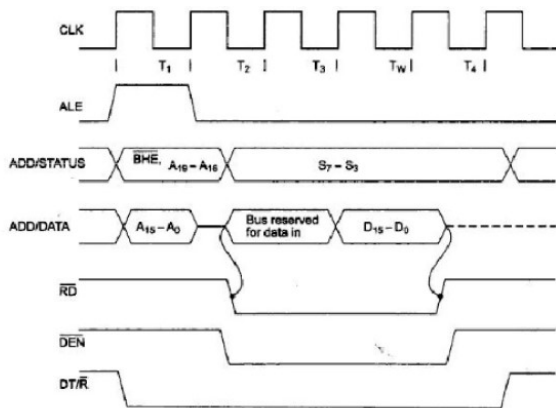 CLK
T1 T2 T3 TW T4
ALE
ADD/STATUS BHE, A19 – A16 S7 – S3
ADD/DATA A15 – A0 Bus reserved for data in D15 – D0
RD
DEN
DT/R